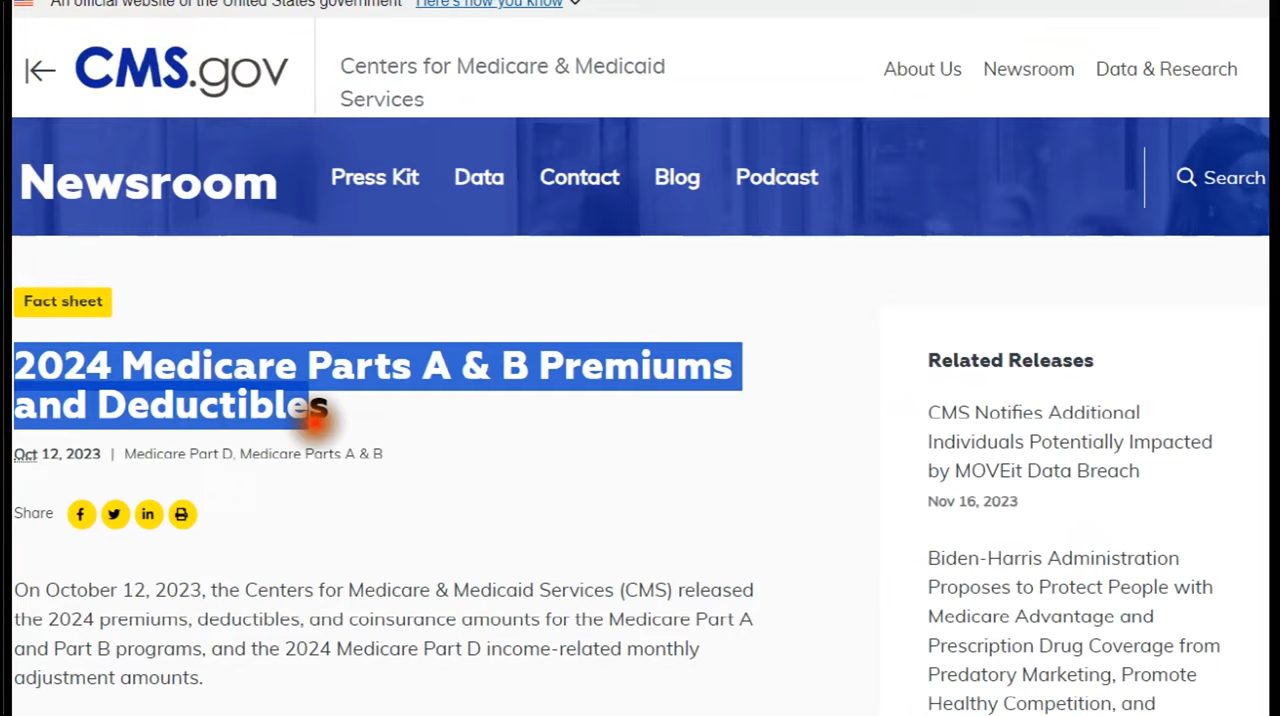 An official website of the United States government Here's how you know
CMS.gov
Centers for Medicare & Medicaid
Services
About Us Newsroom Data & Research
Newsroom Press Kit Data Contact Blog Podcast Search
Fact sheet
2024 Medicare Parts A & B Premiums
and Deductibles
Oct 12, 2023 | Medicare Part D, Medicare Parts A & B
Share
On October 12, 2023, the Centers for Medicare & Medicaid Services (CMS) released
the 2024 premiums, deductibles, and coinsurance amounts for the Medicare Part A
and Part B programs, and the 2024 Medicare Part D income-related monthly
adjustment amounts.
Related Releases
CMS Notifies Additional
Individuals Potentially Impacted
by MOVEit Data Breach
Nov 16, 2023
Biden-Harris Administration
Proposes to Protect People with
Medicare Advantage and
Prescription Drug Coverage from
Predatory Marketing, Promote
Healthy Competition, and